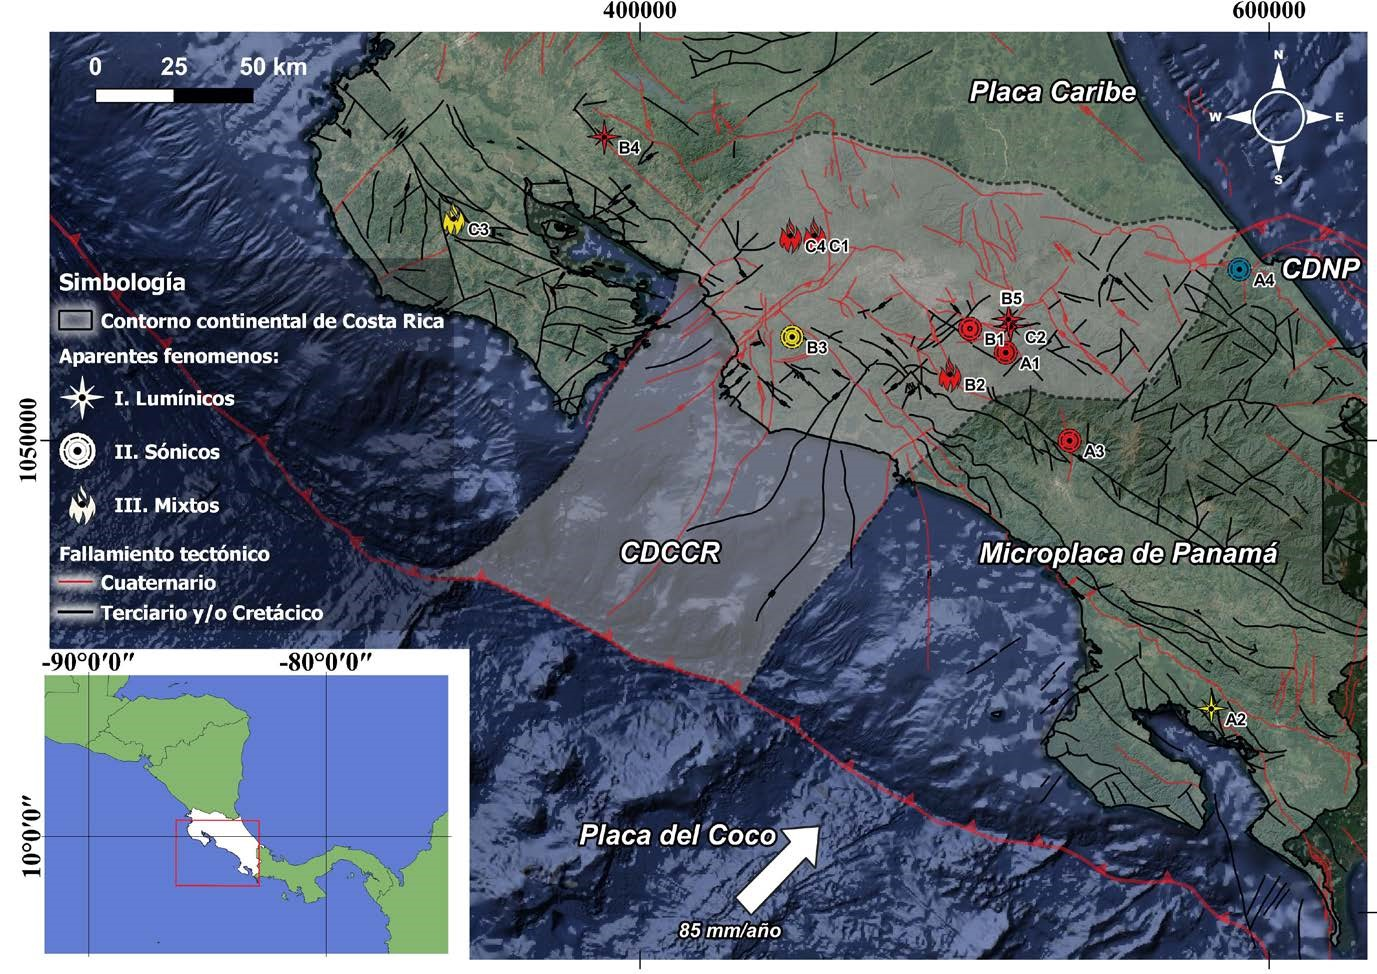 400000
600000
0 25 50 km
Placa Caribe
N
W E
S
B4
C3
C4 C1
CDNP
A4
Simbología
Contorno continental de Costa Rica
B5
B1
C2
B3
A1
Aparentes fenomenos:
B2
I. Lumínicos
1050000
II. Sónicos
A3
III. Mixtos
Fallamiento tectónico
CDCCR
Microplaca de Panamá
Cuaternario
Terciario y/o Cretácico
-90°0'0" -80°0'0"
A2
10°0'0"
Placa del Coco
85 mm/año